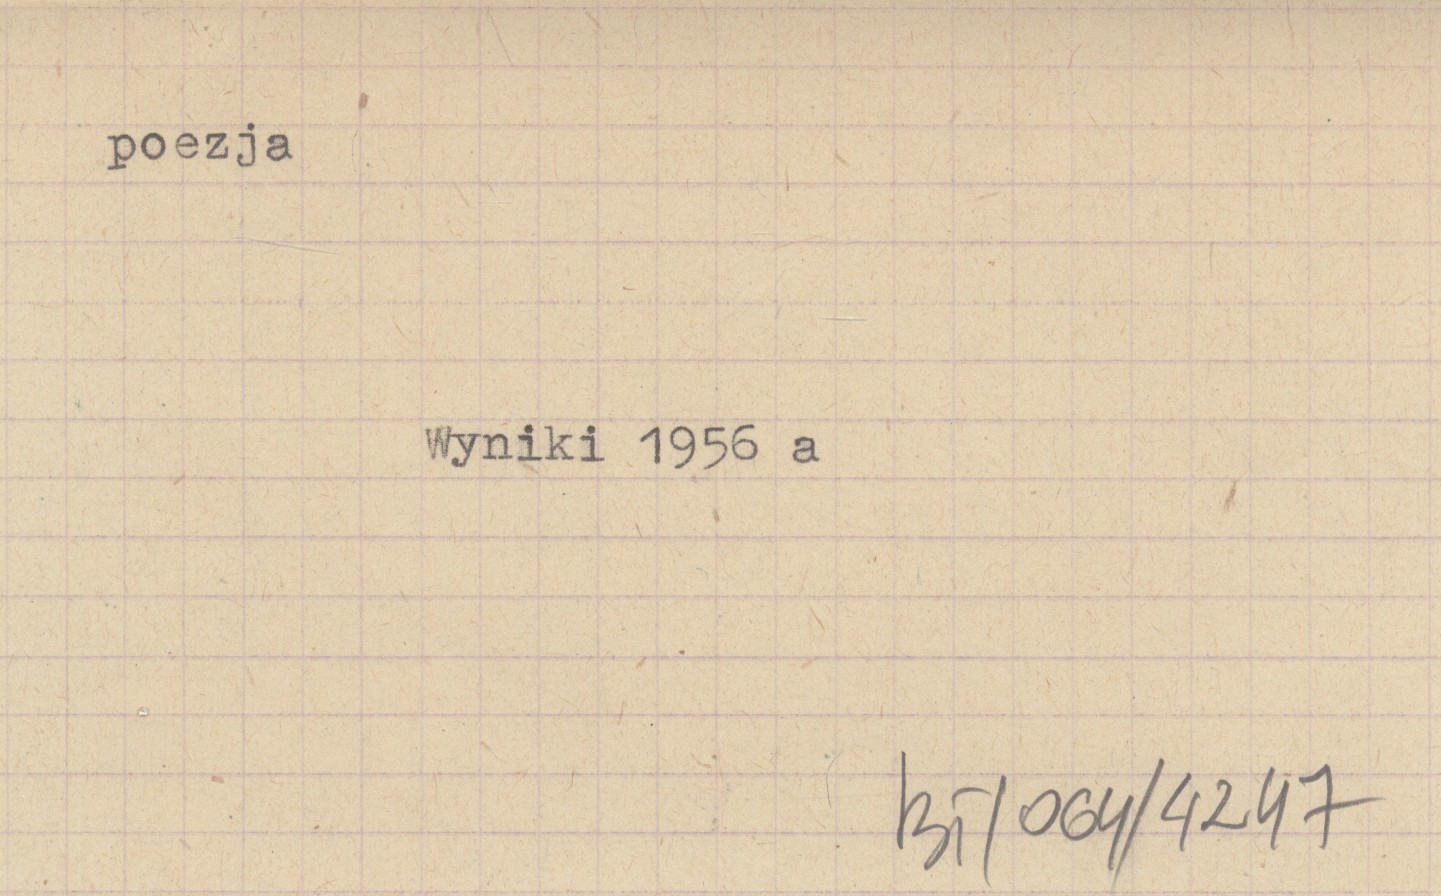 poezja
Wyniki 1956 a
BI/064/4247